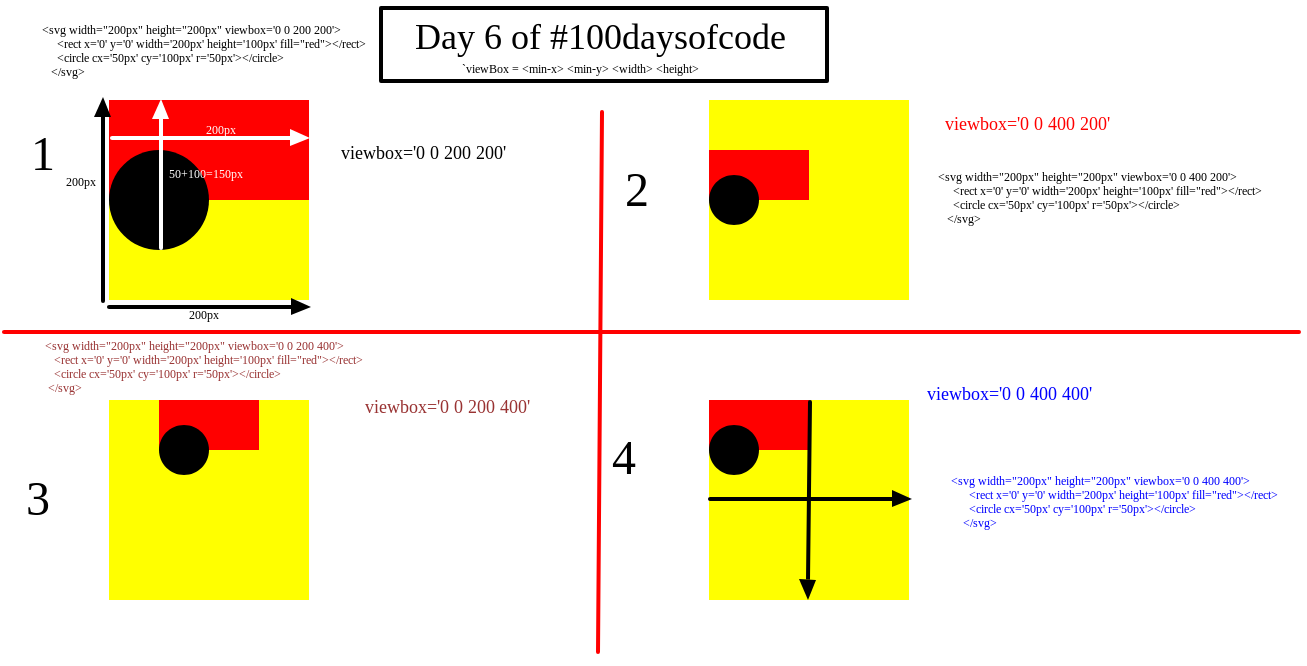 Day 6 of #100daysofcode
`viewBox = <min-x> <min-y> <width> <height>
<svg width="200px" height="200px" viewbox='0 0 200 200'>
<rect x='0' y='0' width='200px' height='100px' fill="red"></rect>
<circle cx='50px' cy='100px' r='50px'></circle>
</svg>
1
200px
50+100=150px
200px
200px
viewbox='0 0 200 200'
2
viewbox='0 0 400 200'
<svg width="200px" height="200px" viewbox='0 0 400 200'>
<rect x='0' y='0' width='200px' height='100px' fill="red"></rect>
<circle cx='50px' cy='100px' r='50px'></circle>
</svg>
<svg width="200px" height="200px" viewbox='0 0 200 400'>
<rect x='0' y='0' width='200px' height='100px' fill="red"></rect>
<circle cx='50px' cy='100px' r='50px'></circle>
</svg>
viewbox='0 0 200 400'
3
4
viewbox='0 0 400 400'
<svg width="200px" height="200px" viewbox='0 0 400 400'>
<rect x='0' y='0' width='200px' height='100px' fill="red"></rect>
<circle cx='50px' cy='100px' r='50px'></circle>
</svg>